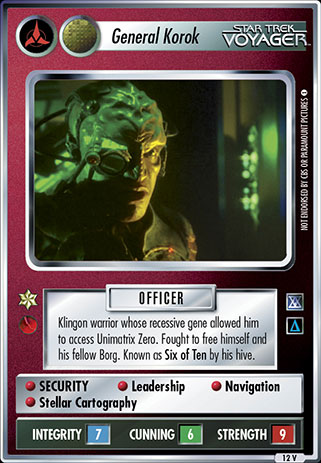 General Korok
STAR TREK
VOYAGER™
NOT ENDORSED BY CBS OR PARAMOUNT PICTURES
OFFICER
Klingon warrior whose recessive gene allowed him
to access Unimatrix Zero. Fought to free himself and
his fellow Borg. Known as Six of Ten by his hive.
SECURITY Leadership Navigation
Stellar Cartography
INTEGRITY 7 CUNNING 6 STRENGTH 9
12 V